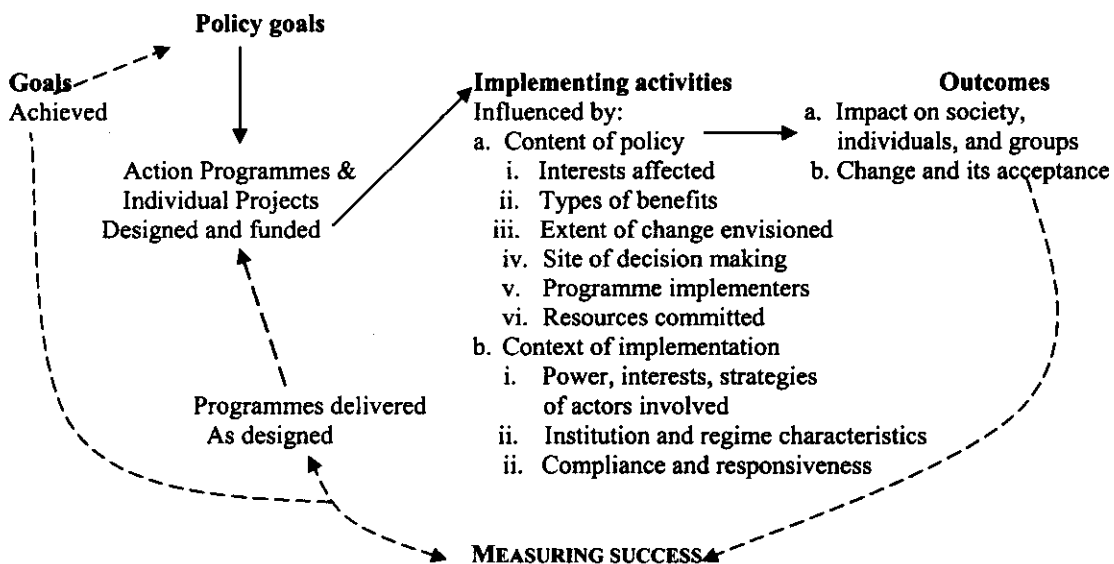 Policy goals
Goals
Achieved
Action Programmes &
Individual Projects
Designed and funded
Programmes delivered
As designed
Implementing activities
Influenced by:
a. Content of policy
i. Interests affected
ii. Types of benefits
iii. Extent of change envisioned
iv. Site of decision making
v. Programme implementers
vi. Resources committed
b. Context of implementation
i. Power, interests, strategies
of actors involved
ii. Institution and regime characteristics
ii. Compliance and responsiveness
Outcomes
a. Impact on society,
individuals, and groups
b. Change and its acceptance
MEASURING SUCCESS